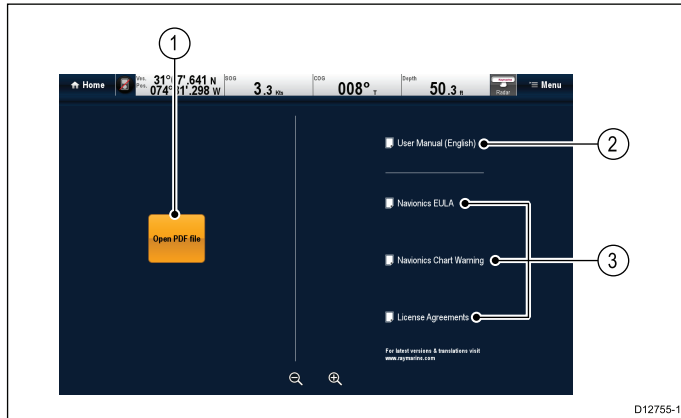 1
Home
Ves. Pos.
31°(7'.641 N
074°31'.298 W
SOG
3.3 Kts
COG
008° T
Depth
50.3 ft
Radar
Menu
User Manual (English)
2
Navionics EULA
Open PDF file
Navionics Chart Warning
3
License Agreements
For latest versions & translations visit
www.raymarine.com
D12755-1